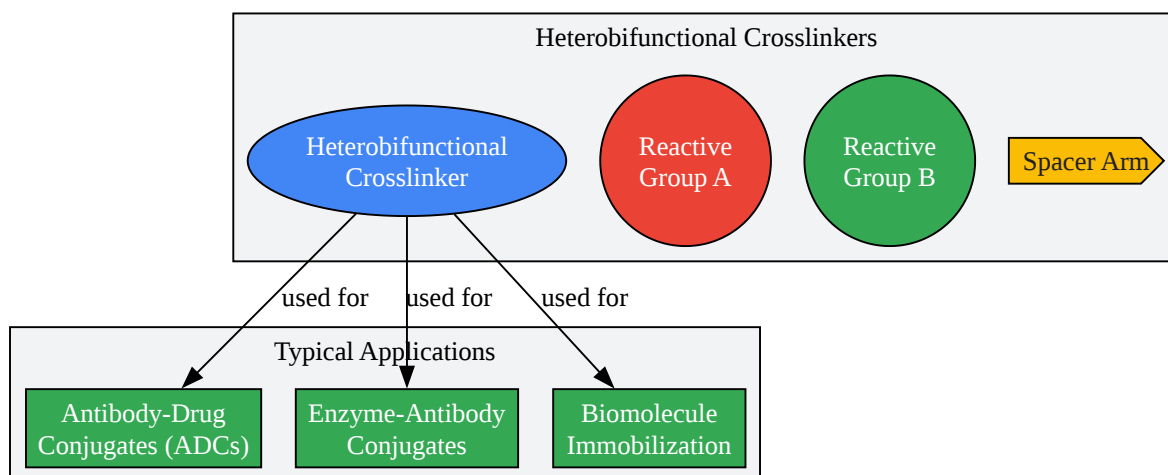 Heterobifunctional Crosslinkers
Heterobifunctional
Crosslinker
Reactive
Group A
Reactive
Group B
Spacer Arm
used for
used for
used for
Typical Applications
Antibody-Drug
Conjugates (ADCs)
Enzyme-Antibody
Conjugates
Biomolecule
Immobilization